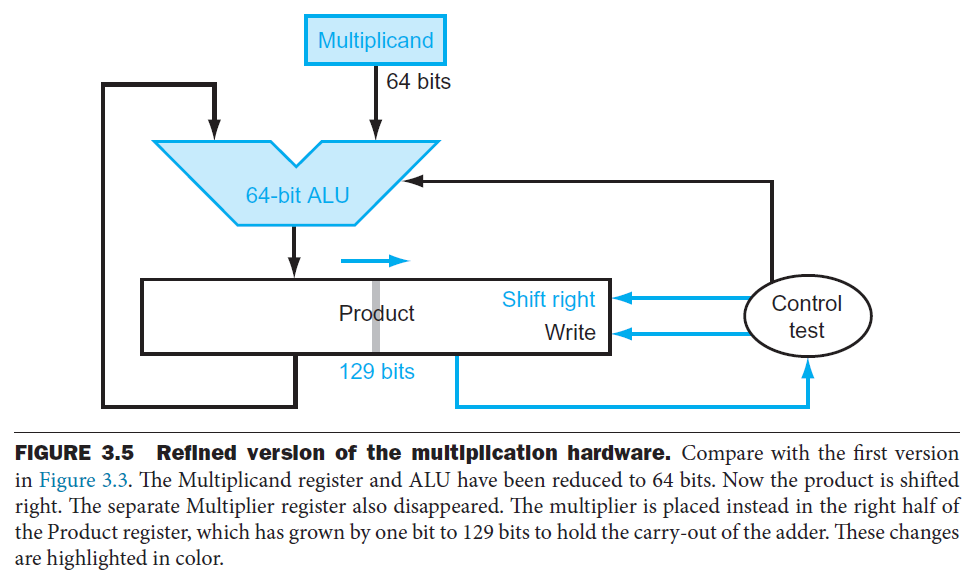 Multiplicand
64 bits
64-bit ALU
Product
Shift right
Write
Control
test
129 bits
FIGURE 3.5 Refined version of the multiplication hardware. Compare with the first version
in Figure 3.3. The Multiplicand register and ALU have been reduced to 64 bits. Now the product is shifted
right. The separate Multiplier register also disappeared. The multiplier is placed instead in the right half of
the Product register, which has grown by one bit to 129 bits to hold the carry-out of the adder. These changes
are highlighted in color.